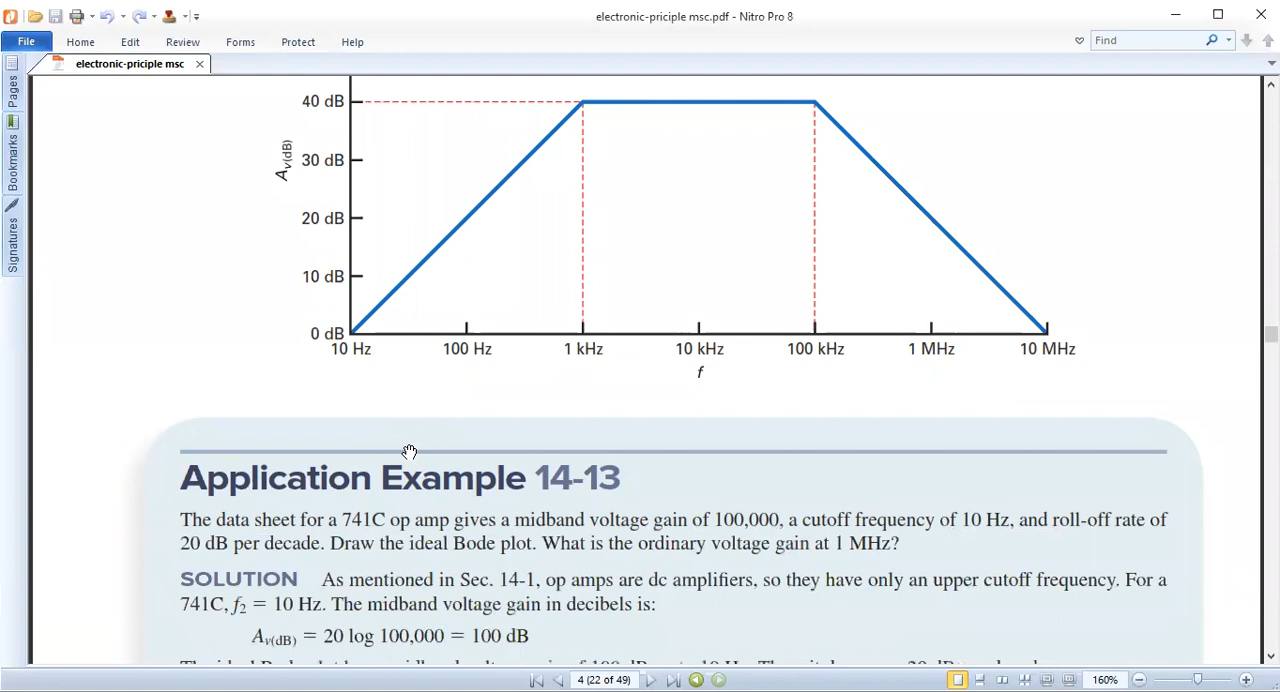 electronic-priciple msc.pdf - Nitro Pro 8
File Home Edit Review Forms Protect Help Find
electronic-priciple msc
Pages
Bookmarks
Signatures
40 dB
30 dB
20 dB
10 dB
0 dB
Av(dB)
10 Hz 100 Hz 1 kHz 10 kHz 100 kHz 1 MHz 10 MHz
f
Application Example 14-13
The data sheet for a 741C op amp gives a midband voltage gain of 100,000, a cutoff frequency of 10 Hz, and roll-off rate of
20 dB per decade. Draw the ideal Bode plot. What is the ordinary voltage gain at 1 MHz?
SOLUTION As mentioned in Sec. 14-1, op amps are dc amplifiers, so they have only an upper cutoff frequency. For a
741C, f2 = 10 Hz. The midband voltage gain in decibels is:
Av(dB) = 20 log 100,000 = 100 dB
4 (22 of 49) 160%